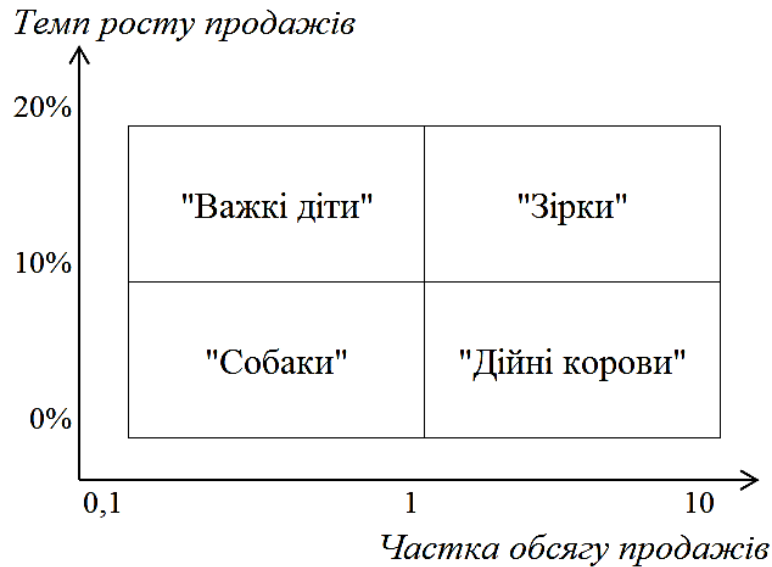 Темп росту продажів
20%
"Важкі діти" "Зірки"
10%
"Собаки" "Дійні корови"
0%
0,1 1 10
Частка обсягу продажів